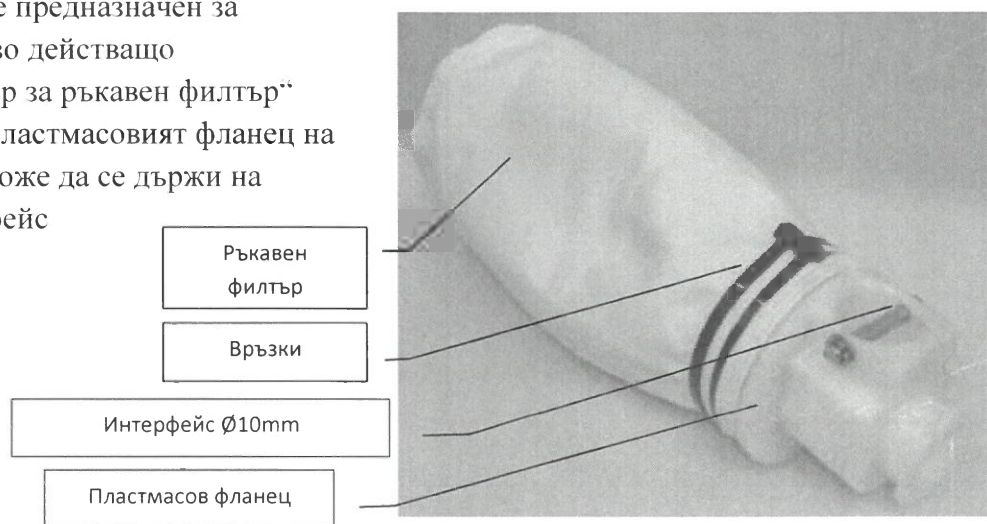 е предназначен за
во действащо
р за ръкавен филтър“
ластмасовият фланец на
оже да се държи на
ейс
Ръкавен
филтър
Връзки
Интерфейс Ø10mm
Пластмасов фланец